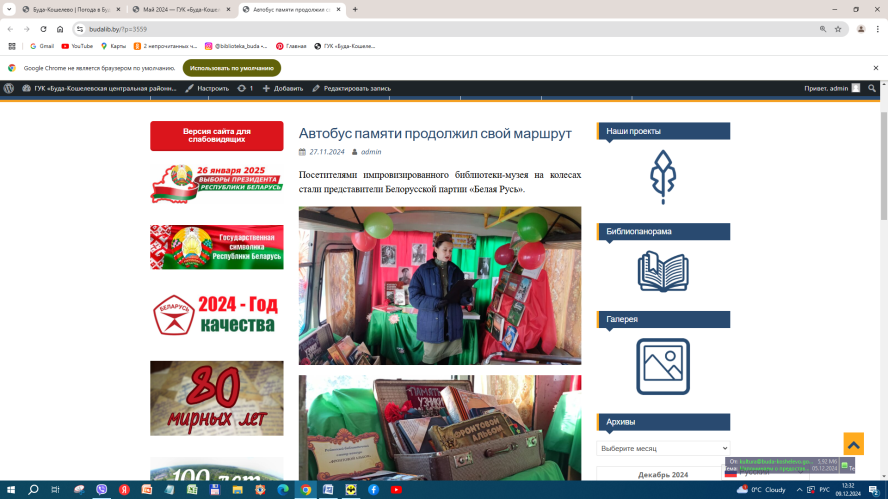 Буда-Кошелево | Погода в Буд
Май 2024 — ГУК «Буда-Кошел
Автобус памяти продолжил св
budalib.by/?p=3559
Gmail
YouTube
Карты
2 непрочитанных ч...
@biblioteka_buda •...
Главная
ГУК «Буда-Кошеле...
Google Chrome не является браузером по умолчанию.
Использовать по умолчанию
ГУК «Буда-Кошелевская центральная районн...
Настроить
1
Добавить
Редактировать запись
Привет, admin
Версия сайта для
слабовидящих
26 января 2025
ВЫБОРЫ ПРЕЗИДЕНТА
РЕСПУБЛИКИ БЕЛАРУСЬ
Государственная
символика
Республики Беларусь
БЕЛАРУСЬ
2024 - Год
качества
80
мирных лет
100 лет
Автобус памяти продолжил свой маршрут
27.11.2024
admin
Посетителями импровизированного библиотеки-музея на колесах
стали представители Белорусской партии «Белая Русь».
ПАМЯТИ
УЗНИКИ
ФРОНТОВОЙ
АЛЬБОМ
Наши проекты
Библиопанорама
Галерея
Архивы
Выберите месяц
Декабрь 2024
От:
5,92 Мб
Тема:
05.12.2024
0°C Cloudy
РУС
12:32
09.12.2024